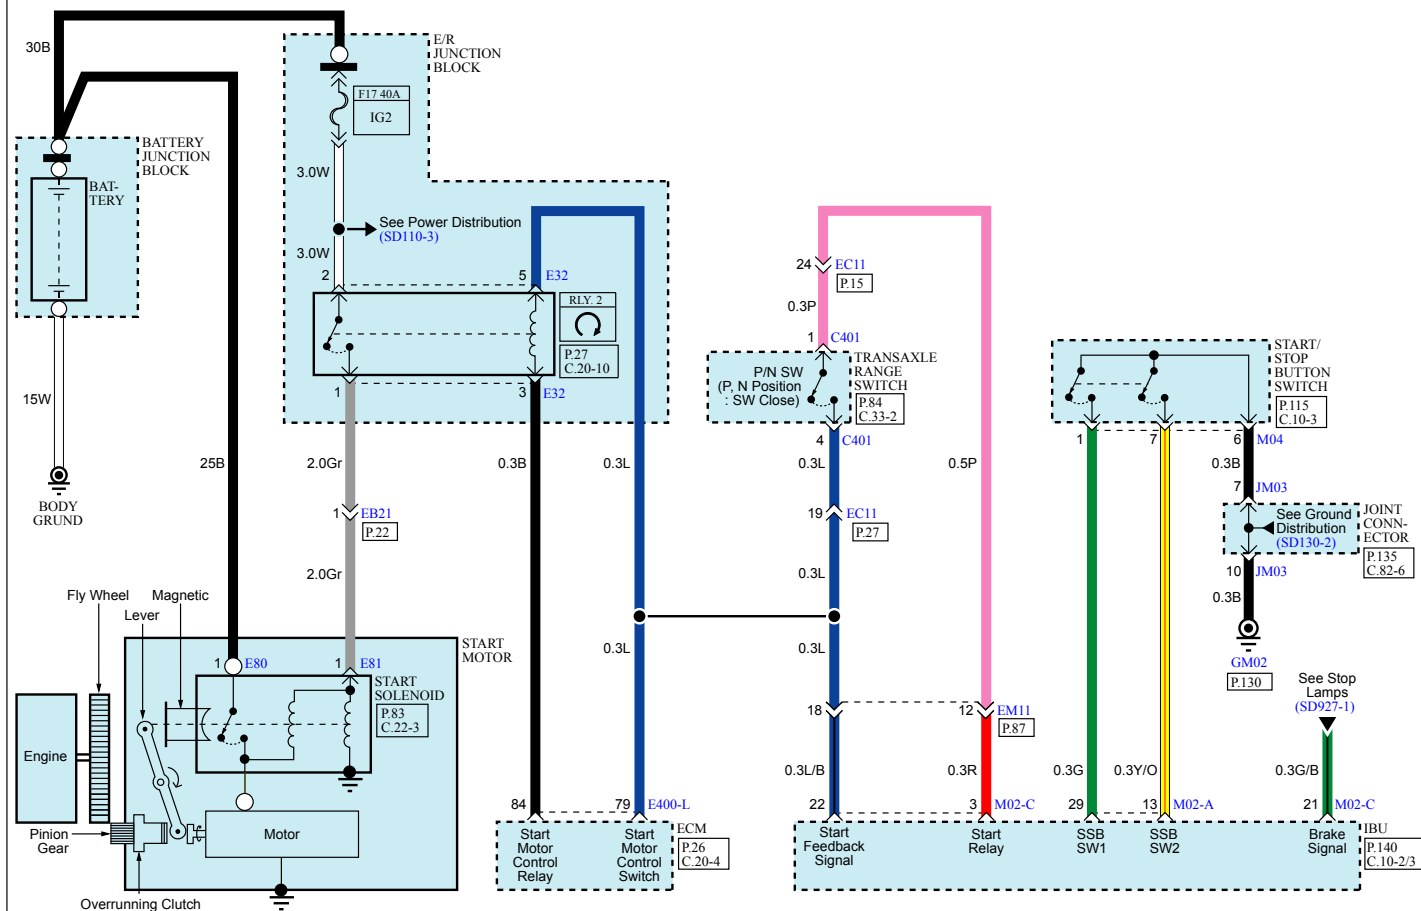 30B
E/R
JUNCTION
BLOCK
F17 40A
IG2
BATTERY
JUNCTION
BLOCK
BAT-
TERY
3.0W
See Power Distribution
(SD110-3)
3.0W
2
5 E32
RLY. 2
P.27
C.20-10
1
3 E32
24 EC11
P.15
0.3P
1 C401
P/N SW
(P, N Position
: SW Close)
TRANSAXLE
RANGE
SWITCH
P.84
C.33-2
4 C401
START/
STOP
BUTTON
SWITCH
P.115
C.10-3
1
7
6 M04
15W
BODY
GRUND
25B
2.0Gr
0.3B
0.3L
0.3L
0.5P
0.3B
7 JM03
1 EB21
P.22
19 EC11
P.27
See Ground
Distribution
(SD130-2)
JOINT
CONN-
ECTOR
P.135
C.82-6
10 JM03
2.0Gr
0.3L
0.3B
Fly Wheel
Magnetic
Lever
START
MOTOR
0.3L
0.3L
GM02
P.130
1 E80
1 E81
START
SOLENOID
P.83
C.22-3
See Stop
Lamps
(SD927-1)
18
12 EM11
P.87
Engine
0.3L/B
0.3R
0.3G
0.3Y/O
0.3G/B
84
79 E400-L
22
3 M02-C
29
13 M02-A
21 M02-C
Pinion
Gear
Motor
Start
Motor
Control
Relay
Start
Motor
Control
Switch
ECM
P.26
C.20-4
Start
Feedback
Signal
Start
Relay
SSB
SW1
SSB
SW2
Brake
Signal
IBU
P.140
C.10-2/3
Overrunning Clutch